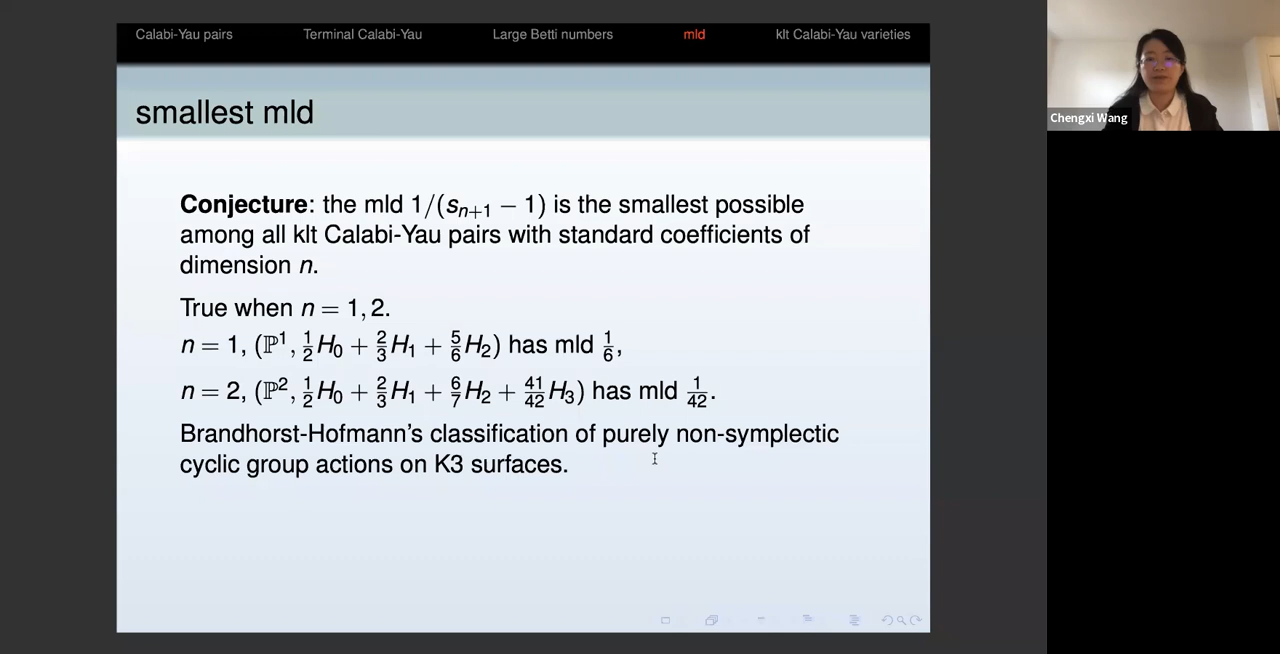 Calabi-Yau pairs Terminal Calabi-Yau Large Betti numbers mld klt Calabi-Yau varieties
smallest mld
Chengxi Wang
Conjecture: the mld 1/(sₙ₊₁ − 1) is the smallest possible
among all klt Calabi-Yau pairs with standard coefficients of
dimension n.
True when n = 1, 2.
n = 1, (ℙ¹, 1/2 H₀ + 2/3 H₁ + 5/6 H₂) has mld 1/6,
n = 2, (ℙ², 1/2 H₀ + 2/3 H₁ + 6/7 H₂ + 41/42 H₃) has mld 1/42.
Brandhorst-Hofmann's classification of purely non-symplectic
cyclic group actions on K3 surfaces.